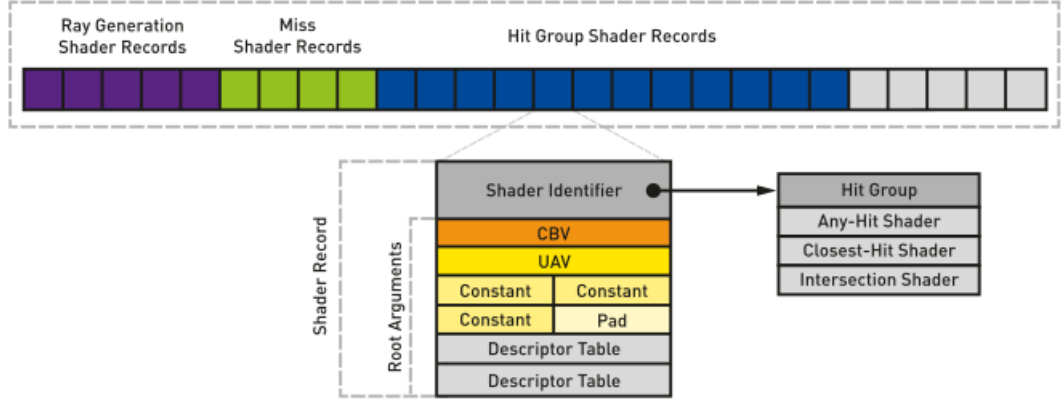 Ray Generation
Shader Records
Miss
Shader Records
Hit Group Shader Records
Shader Record
Root Arguments
Shader Identifier
CBV
UAV
Constant Constant
Constant Pad
Descriptor Table
Descriptor Table
Hit Group
Any-Hit Shader
Closest-Hit Shader
Intersection Shader